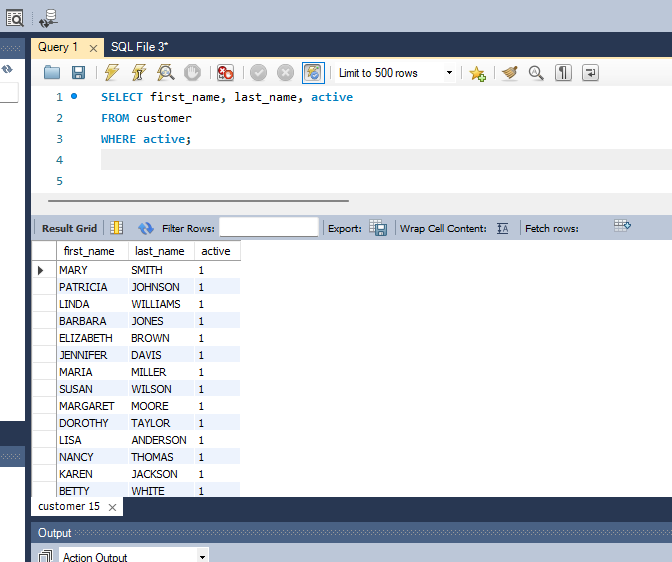 Query 1
SQL File 3*
Limit to 500 rows
1 SELECT first_name, last_name, active
2 FROM customer
3 WHERE active;
4
5
Result Grid Filter Rows: Export: Wrap Cell Content: Fetch rows:
first_name last_name active
MARY SMITH 1
PATRICIA JOHNSON 1
LINDA WILLIAMS 1
BARBARA JONES 1
ELIZABETH BROWN 1
JENNIFER DAVIS 1
MARIA MILLER 1
SUSAN WILSON 1
MARGARET MOORE 1
DOROTHY TAYLOR 1
LISA ANDERSON 1
NANCY THOMAS 1
KAREN JACKSON 1
BETTY WHITE 1
customer 15
Output
Action Output